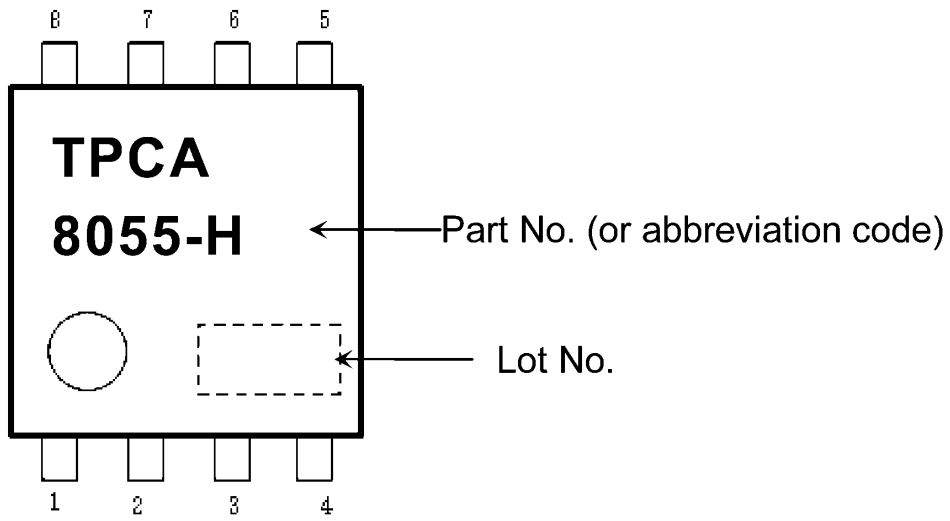 8 7 6 5
TPCA
8055-H
Part No. (or abbreviation code)
Lot No.
1 2 3 4